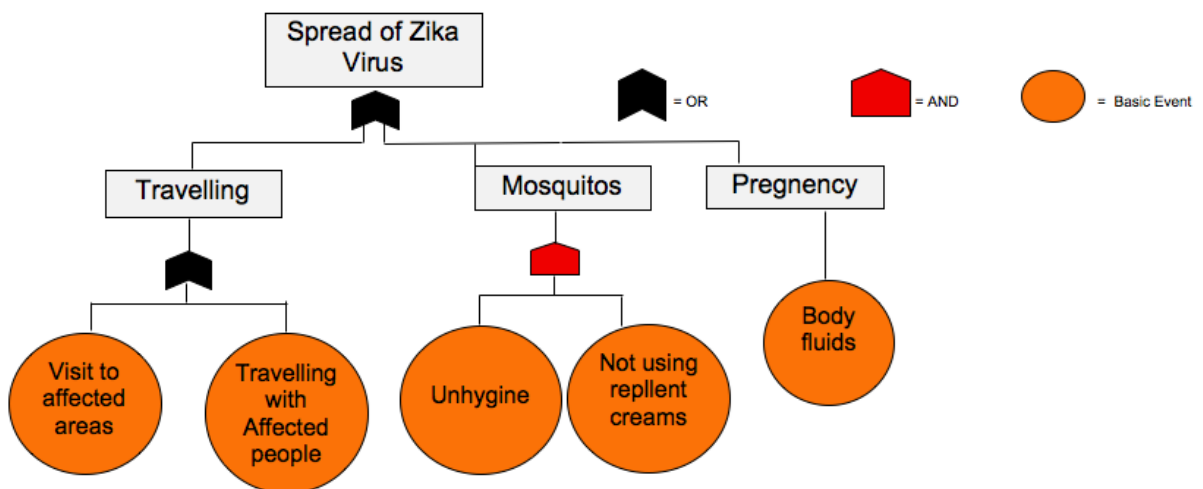 Spread of Zika
Virus
= OR
= AND
= Basic Event
Travelling
Mosquitos
Pregnency
Visit to
affected
areas
Travelling
with
Affected
people
Unhygine
Not using
repllent
creams
Body
fluids